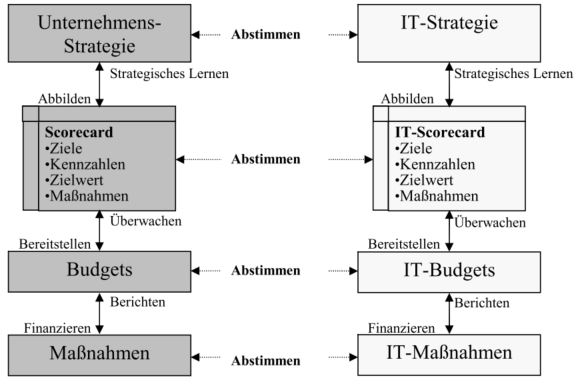 Unternehmens-
Strategie
Abstimmen
IT-Strategie
Strategisches Lernen
Strategisches Lernen
Abbilden
Abbilden
Scorecard
•Ziele
•Kennzahlen
•Zielwert
•Maßnahmen
Abstimmen
IT-Scorecard
•Ziele
•Kennzahlen
•Zielwert
•Maßnahmen
Überwachen
Überwachen
Bereitstellen
Bereitstellen
Budgets
Abstimmen
IT-Budgets
Berichten
Berichten
Finanzieren
Finanzieren
Maßnahmen
Abstimmen
IT-Maßnahmen